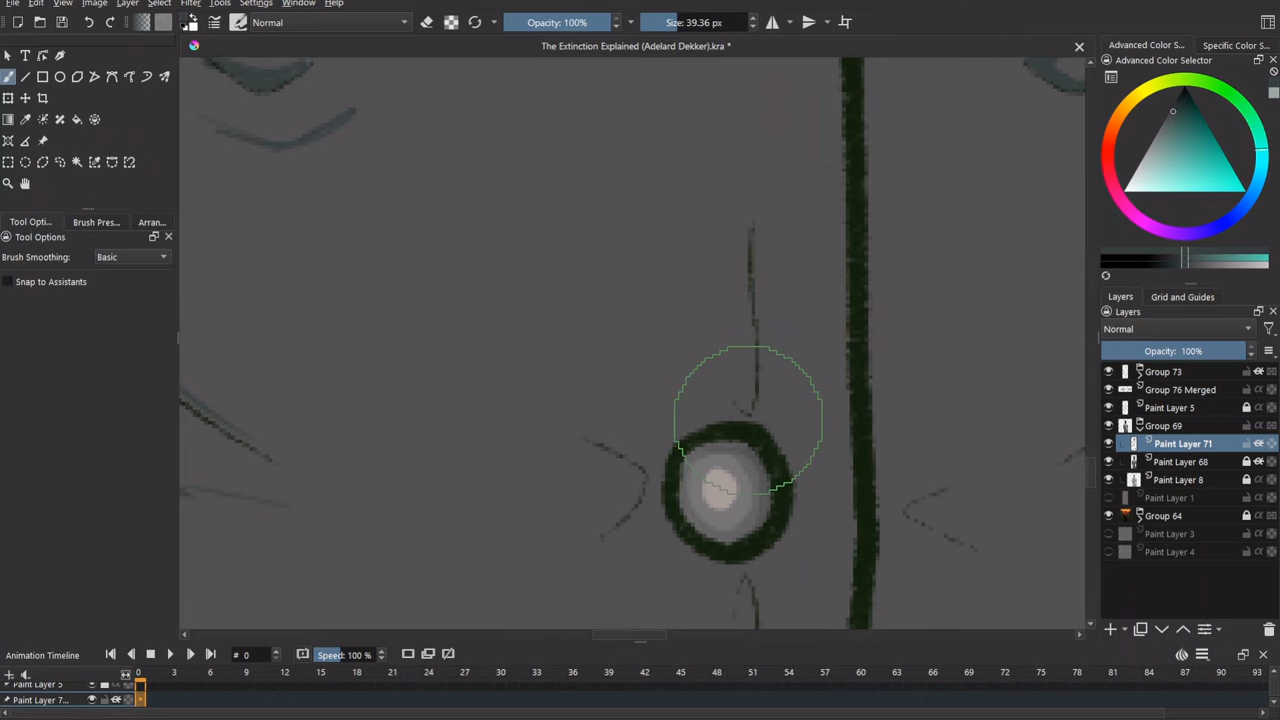 File Edit View Image Layer Select Filter Tools Settings Window Help
Normal
Opacity: 100%
Size: 39.36 px
The Extinction Explained (Adelard Dekker).kra *
Advanced Color S...
Specific Color S...
Advanced Color Selector
Tool Opti...
Brush Pres...
Arran...
Tool Options
Brush Smoothing:
Basic
Snap to Assistants
Layers
Grid and Guides
Layers
Normal
Opacity: 100%
Group 73
Group 76 Merged
Paint Layer 5
Group 69
Paint Layer 71
Paint Layer 68
Paint Layer 8
Paint Layer 1
Group 64
Paint Layer 3
Paint Layer 4
Animation Timeline
# 0
Speed: 100 %
0 3 6 9 12 15 18 21 24 27 30 33 36 39 42 45 48 51 54 57 60 63 66 69 72 75 78 81 84 87 90 93
Paint Layer 5
Paint Layer 7...